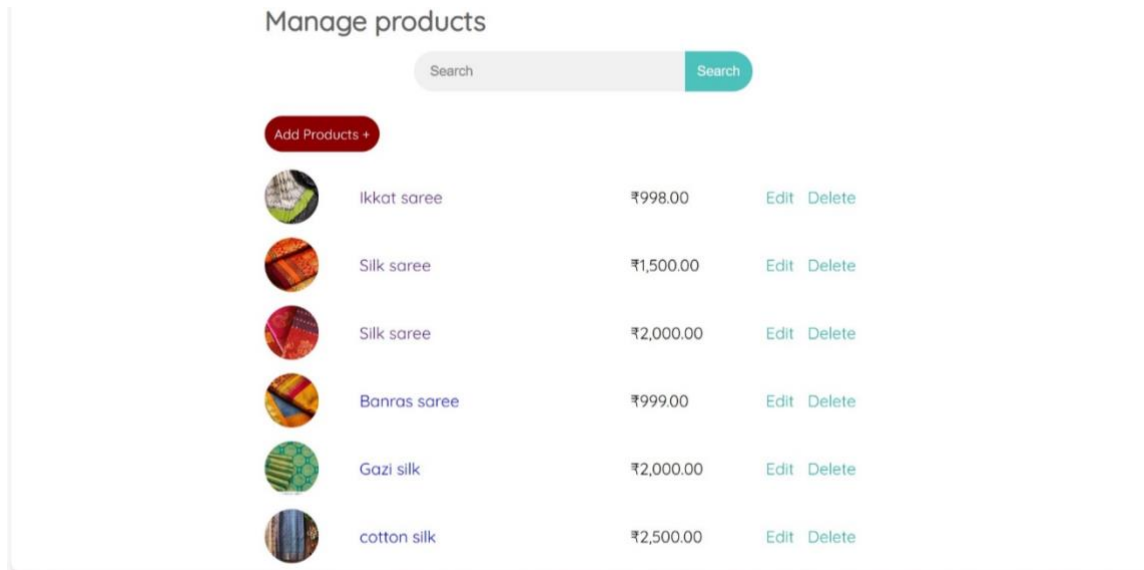 Manage products
Search Search
Add Products +
Ikkat saree ₹998.00 Edit Delete
Silk saree ₹1,500.00 Edit Delete
Silk saree ₹2,000.00 Edit Delete
Banras saree ₹999.00 Edit Delete
Gazi silk ₹2,000.00 Edit Delete
cotton silk ₹2,500.00 Edit Delete